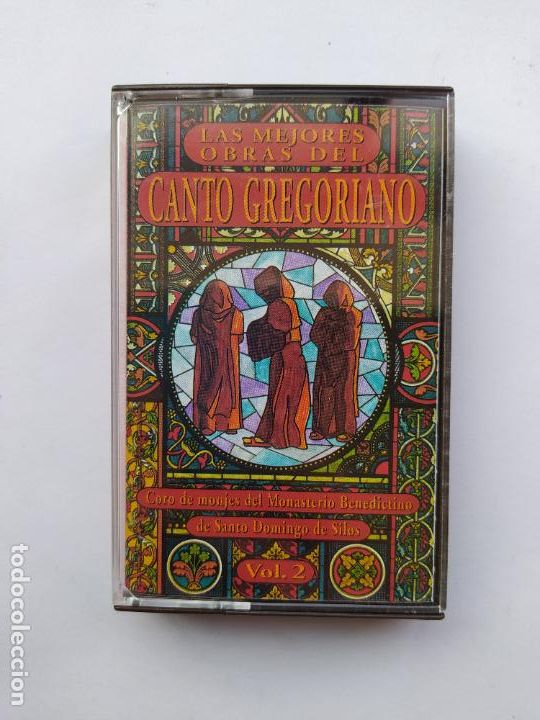 LAS MEJORES
OBRAS DEL
CANTO GREGORIANO
Coro de monjes del Monasterio Benedictino
de Santo Domingo de Silos
Vol. 2
todocoleccion